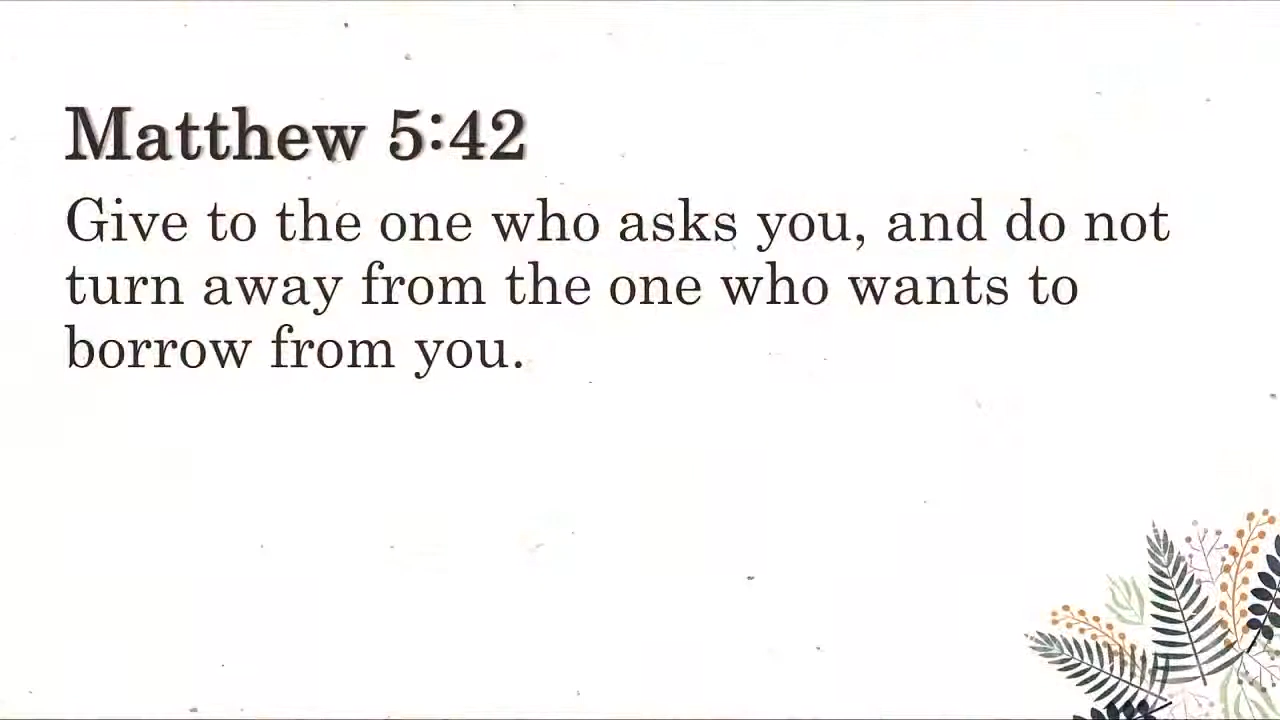 Matthew 5:42
Give to the one who asks you, and do not
turn away from the one who wants to
borrow from you.